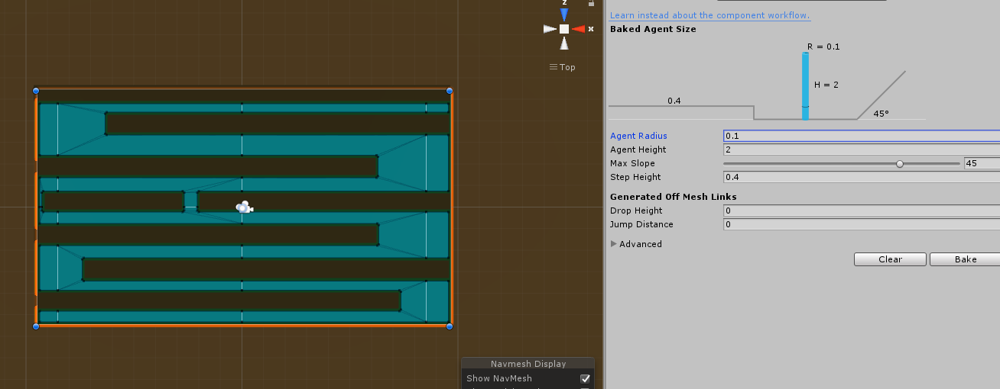 z
x
Top
Navmesh Display
Show NavMesh
Learn instead about the component workflow.
Baked Agent Size
R = 0.1
H = 2
0.4
45°
Agent Radius 0.1
Agent Height 2
Max Slope 45
Step Height 0.4
Generated Off Mesh Links
Drop Height 0
Jump Distance 0
Advanced
Clear Bake